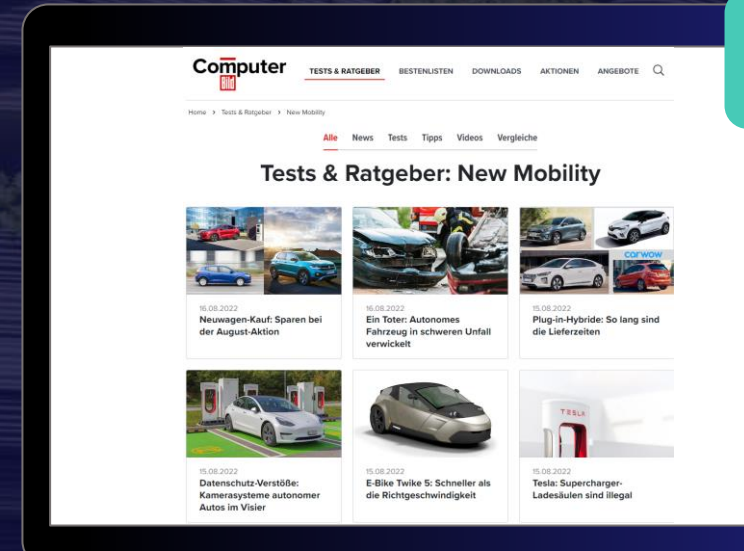 Computer
Bild
TESTS & RATGEBER BESTENLISTEN DOWNLOADS AKTIONEN ANGEBOTE
Home > Tests & Ratgeber > New Mobility
Alle News Tests Tipps Videos Vergleiche
Tests & Ratgeber: New Mobility
carwow
16.08.2022
Neuwagen-Kauf: Sparen bei
der August-Aktion
16.08.2022
Ein Toter: Autonomes
Fahrzeug in schweren Unfall
verwickelt
15.08.2022
Plug-in-Hybride: So lang sind
die Lieferzeiten
TESLA
15.08.2022
Datenschutz-Verstöße:
Kamerasysteme autonomer
Autos im Visier
15.08.2022
E-Bike Twike 5: Schneller als
die Richtgeschwindigkeit
15.08.2022
Tesla: Supercharger-
Ladesäulen sind illegal